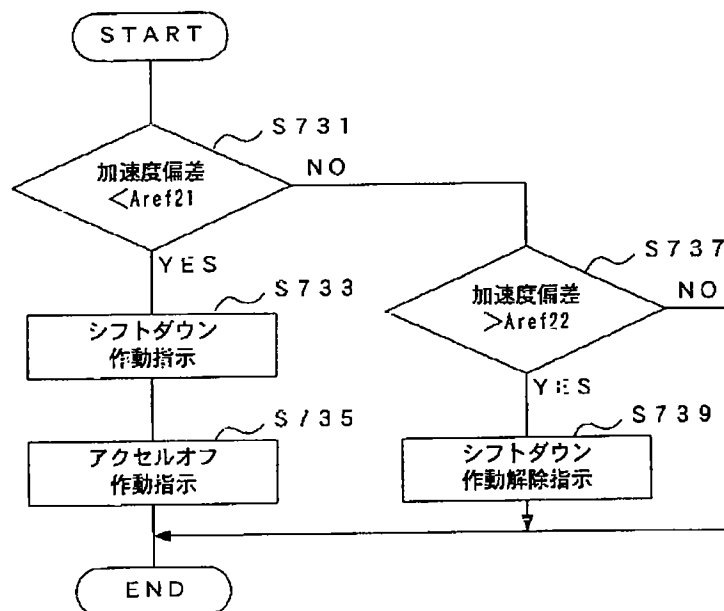 START
S731
加速度偏差
<Aref21
NO
YES
S737
加速度偏差
>Aref22
NO
YES
S733
シフトダウン
作動指示
S735
アクセルオフ
作動指示
S739
シフトダウン
作動解除指示
END